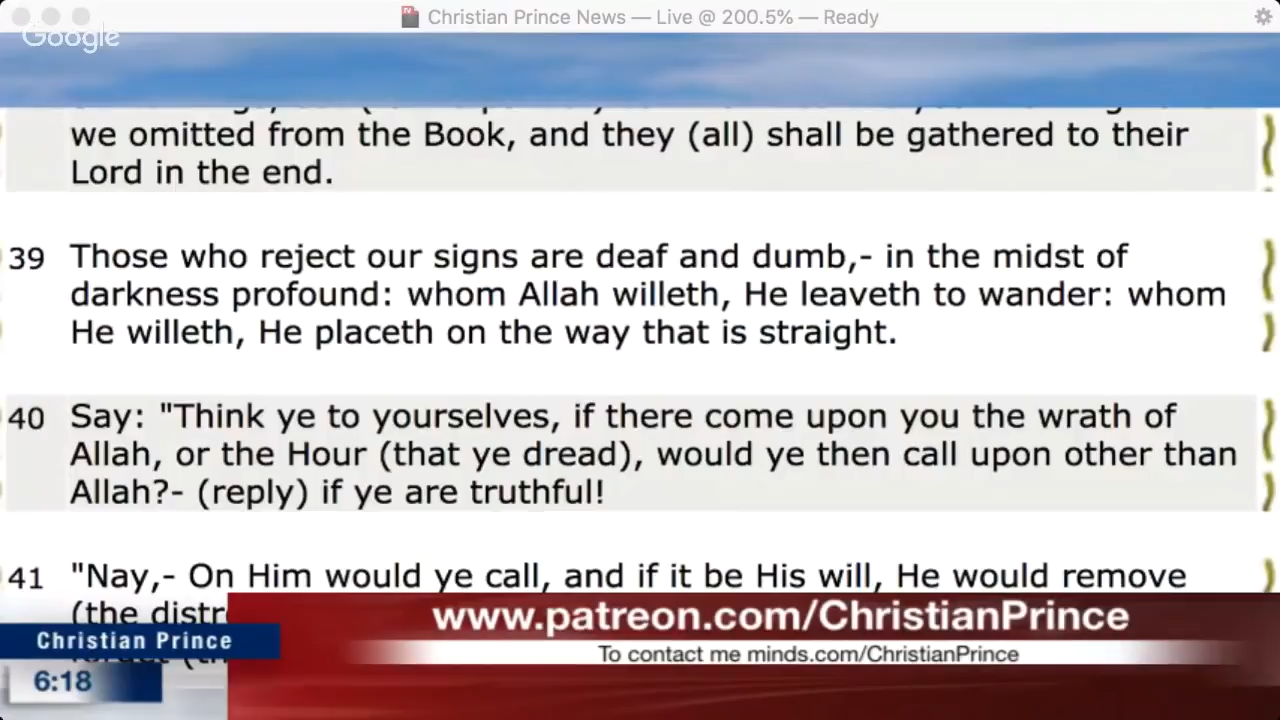 Christian Prince News — Live @ 200.5% — Ready
Google
we omitted from the Book, and they (all) shall be gathered to their
Lord in the end.
39 Those who reject our signs are deaf and dumb,- in the midst of
darkness profound: whom Allah willeth, He leaveth to wander: whom
He willeth, He placeth on the way that is straight.
40 Say: "Think ye to yourselves, if there come upon you the wrath of
Allah, or the Hour (that ye dread), would ye then call upon other than
Allah?- (reply) if ye are truthful!
41 "Nay,- On Him would ye call, and if it be His will, He would remove
(the
www.patreon.com/ChristianPrince
Christian Prince
To contact me minds.com/ChristianPrince
6:18